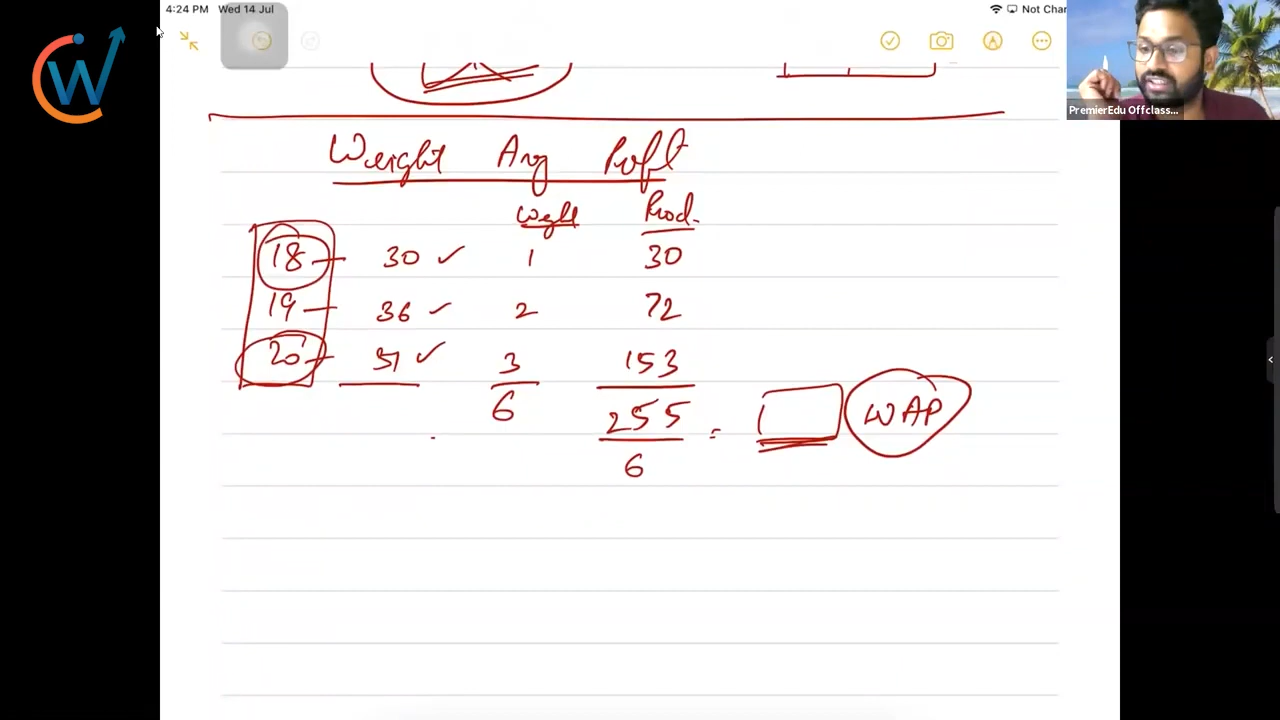 4:24 PM Wed 14 Jul
Not Char
CW
PremierEdu Offclass...
Weight Avg Profit
Weight Prod.
18 - 30 ✓ 1 30
19 - 36 ✓ 2 72
20 - 51 ✓ 3 153
6 255 = WAP
6